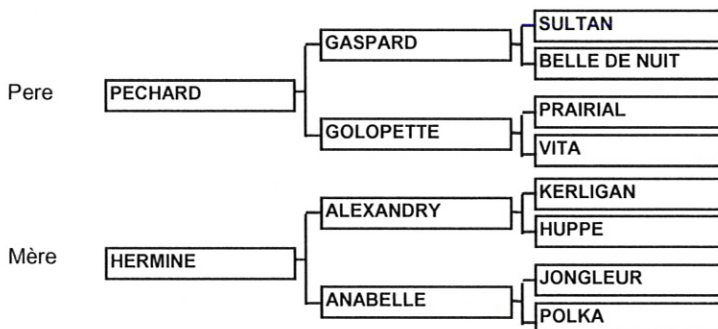 SULTAN
GASPARD
BELLE DE NUIT
Pere PECHARD
PRAIRIAL
GOLOPETTE
VITA
KERLIGAN
ALEXANDRY
HUPPE
Mère HERMINE
JONGLEUR
ANABELLE
POLKA